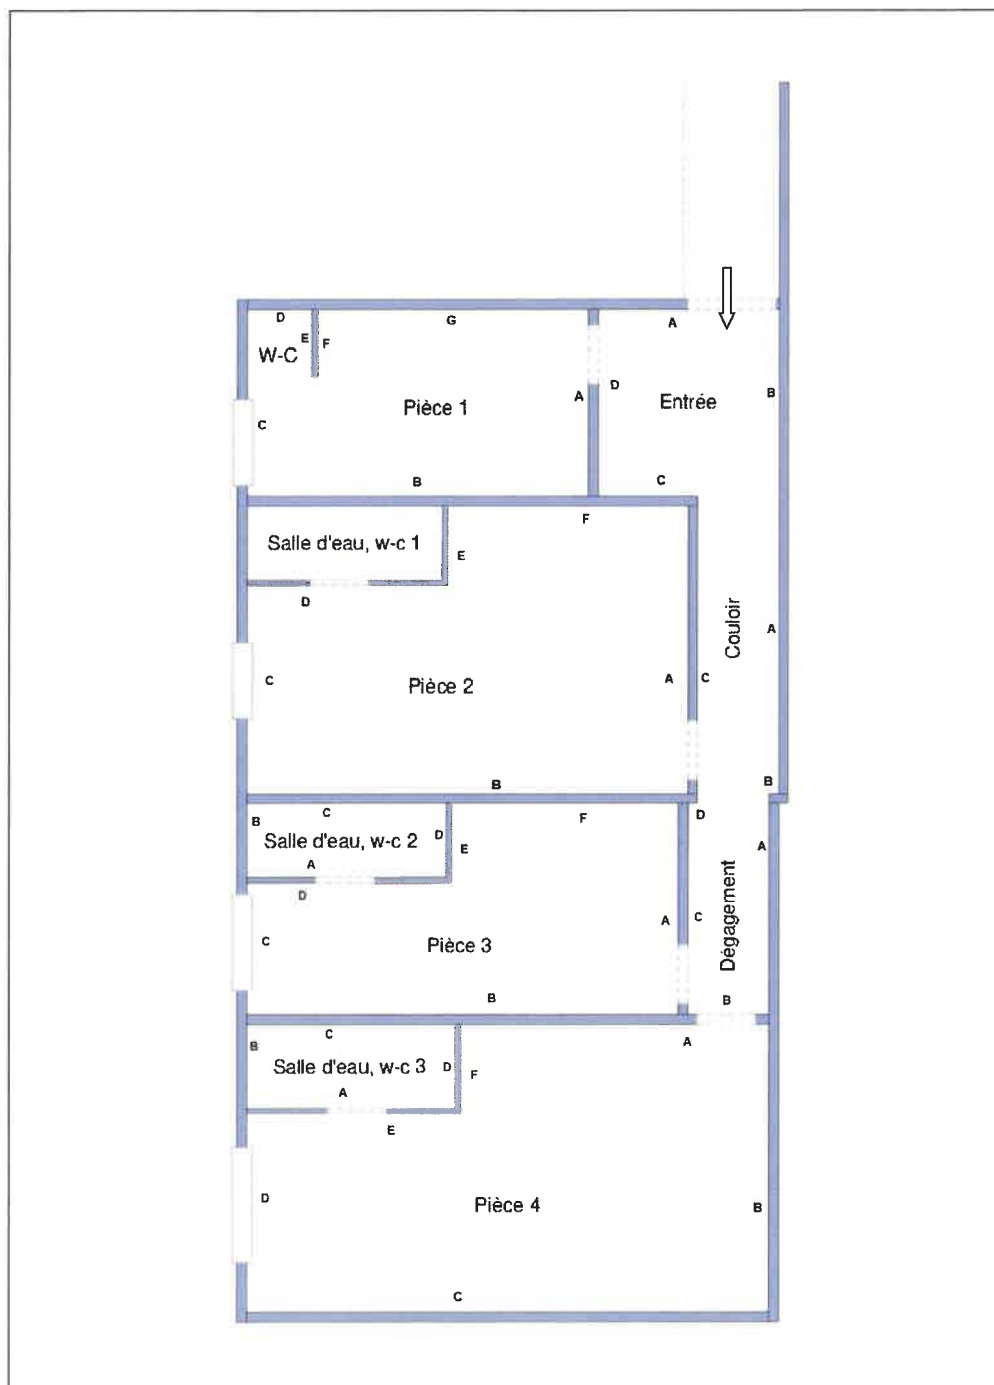 D
G
A
E
F
W-C
A
D
B
Pièce 1
Entrée
C
B
C
F
Salle d'eau, w-c 1
E
D
Couloir
A
C
Pièce 2
A
C
B
B
C
F
D
B
Salle d'eau, w-c 2
D
E
A
A
D
Dégagement
C
Pièce 3
A
C
B
B
C
A
B
Salle d'eau, w-c 3
D
F
A
E
D
Pièce 4
B
C